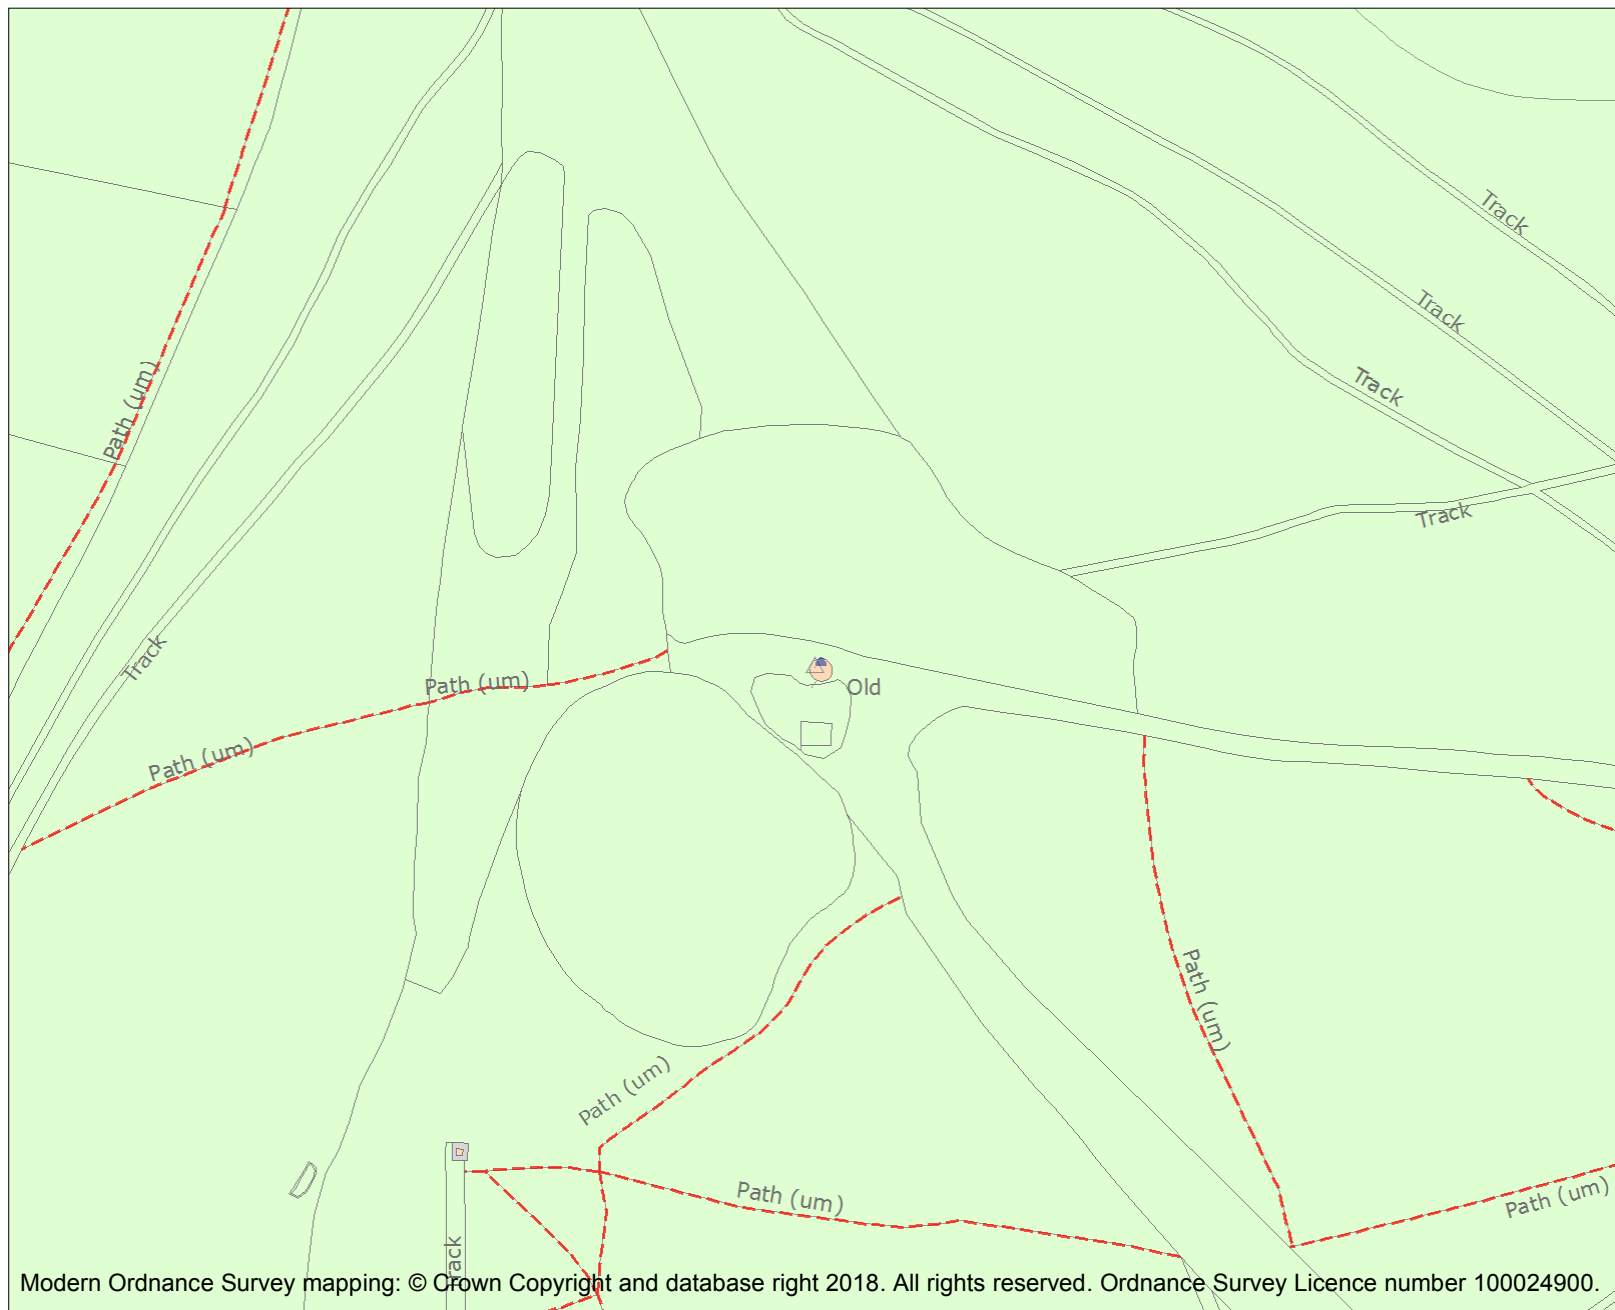 Track
Track
Track
Path (um)
Track
Track
Path (um)
Old
Path (um)
Path (um)
Path (um)
Path (um)
Path (um)
Track
Modern Ordnance Survey mapping: © Crown Copyright and database right 2018. All rights reserved. Ordnance Survey Licence number 100024900.